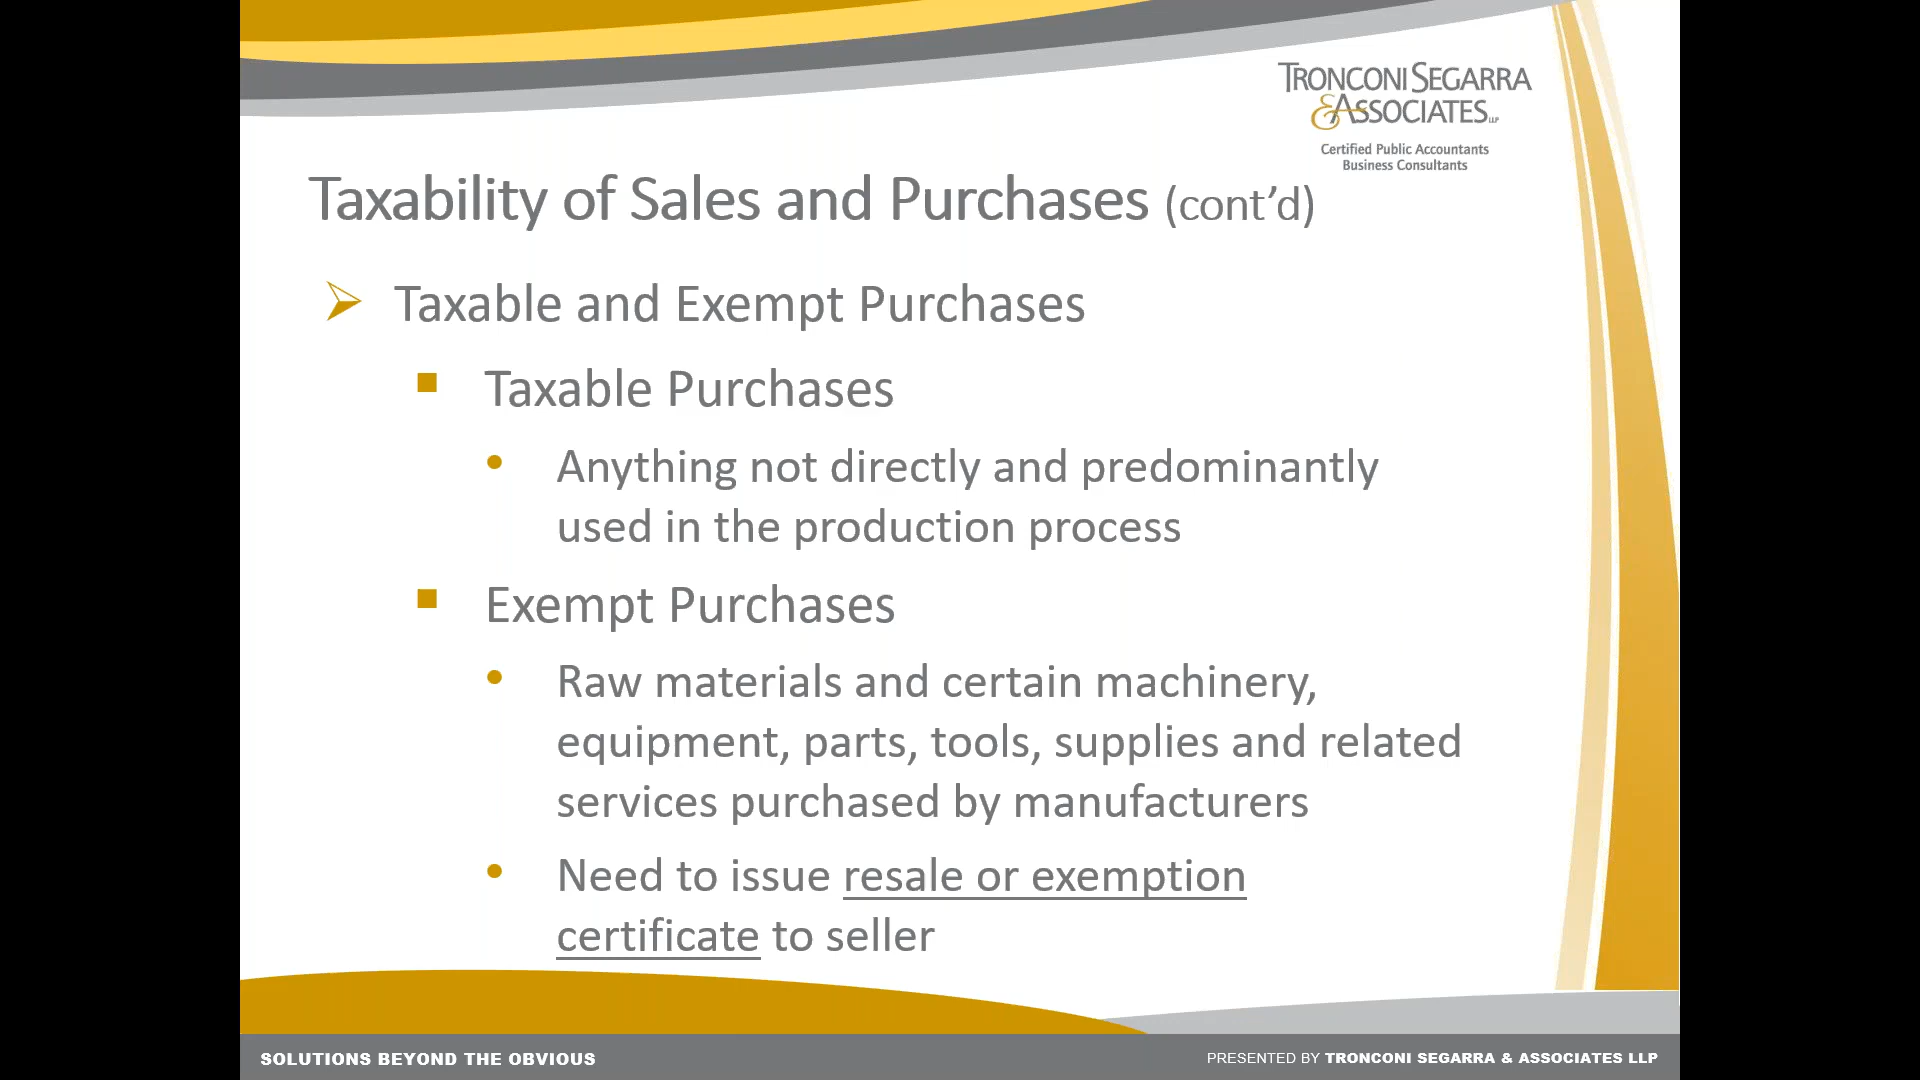 TRONCONI SEGARRA
& ASSOCIATES LLP
Certified Public Accountants
Business Consultants
Taxability of Sales and Purchases (cont’d)
Taxable and Exempt Purchases
Taxable Purchases
Anything not directly and predominantly
used in the production process
Exempt Purchases
Raw materials and certain machinery,
equipment, parts, tools, supplies and related
services purchased by manufacturers
Need to issue resale or exemption
certificate to seller
SOLUTIONS BEYOND THE OBVIOUS
PRESENTED BY TRONCONI SEGARRA & ASSOCIATES LLP